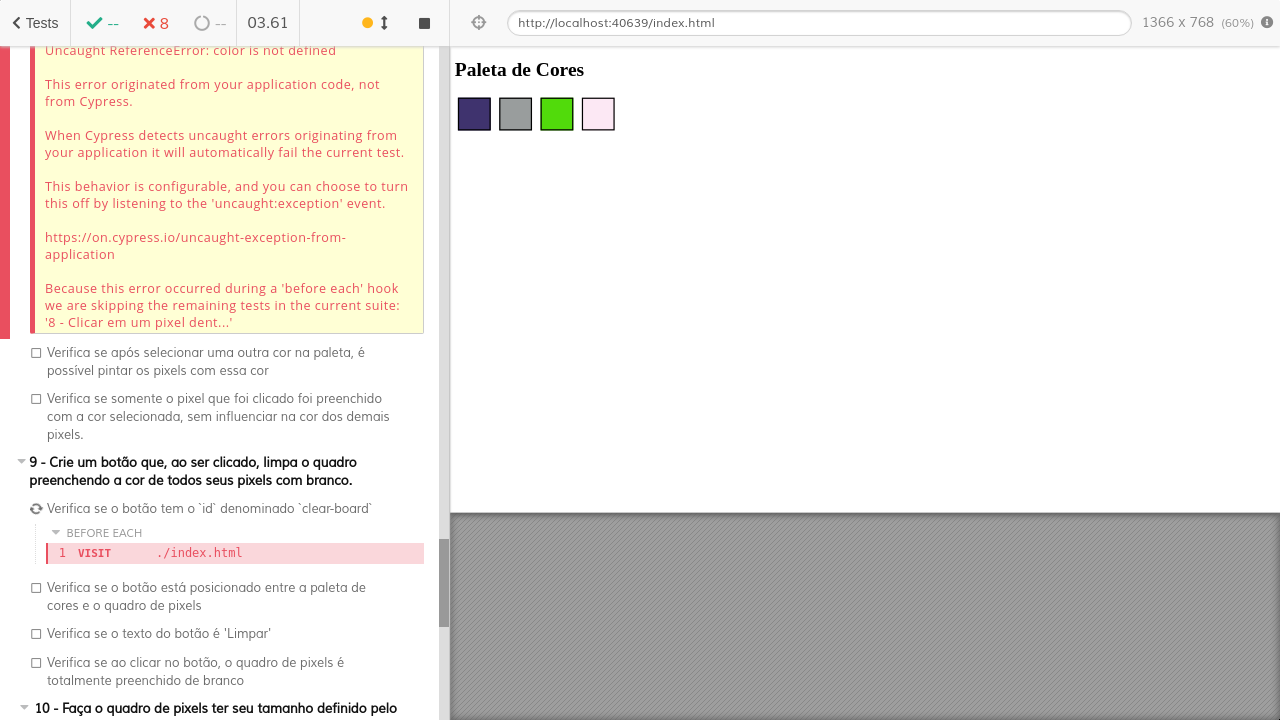 Tests
--
8
--
03.61
http://localhost:40639/index.html
1366 x 768 (60%)
Uncaught ReferenceError: color is not defined
This error originated from your application code, not
from Cypress.
When Cypress detects uncaught errors originating from
your application it will automatically fail the current test.
This behavior is configurable, and you can choose to turn
this off by listening to the 'uncaught:exception' event.
https://on.cypress.io/uncaught-exception-from-
application
Because this error occurred during a 'before each' hook
we are skipping the remaining tests in the current suite:
'8 - Clicar em um pixel dent...'
Verifica se após selecionar uma outra cor na paleta, é
possível pintar os pixels com essa cor
Verifica se somente o pixel que foi clicado foi preenchido
com a cor selecionada, sem influenciar na cor dos demais
pixels.
9 - Crie um botão que, ao ser clicado, limpa o quadro
preenchendo a cor de todos seus pixels com branco.
Verifica se o botão tem o `id` denominado `clear-board`
BEFORE EACH
1 VISIT ./index.html
Verifica se o botão está posicionado entre a paleta de
cores e o quadro de pixels
Verifica se o texto do botão é 'Limpar'
Verifica se ao clicar no botão, o quadro de pixels é
totalmente preenchido de branco
10 - Faça o quadro de pixels ter seu tamanho definido pelo
Paleta de Cores